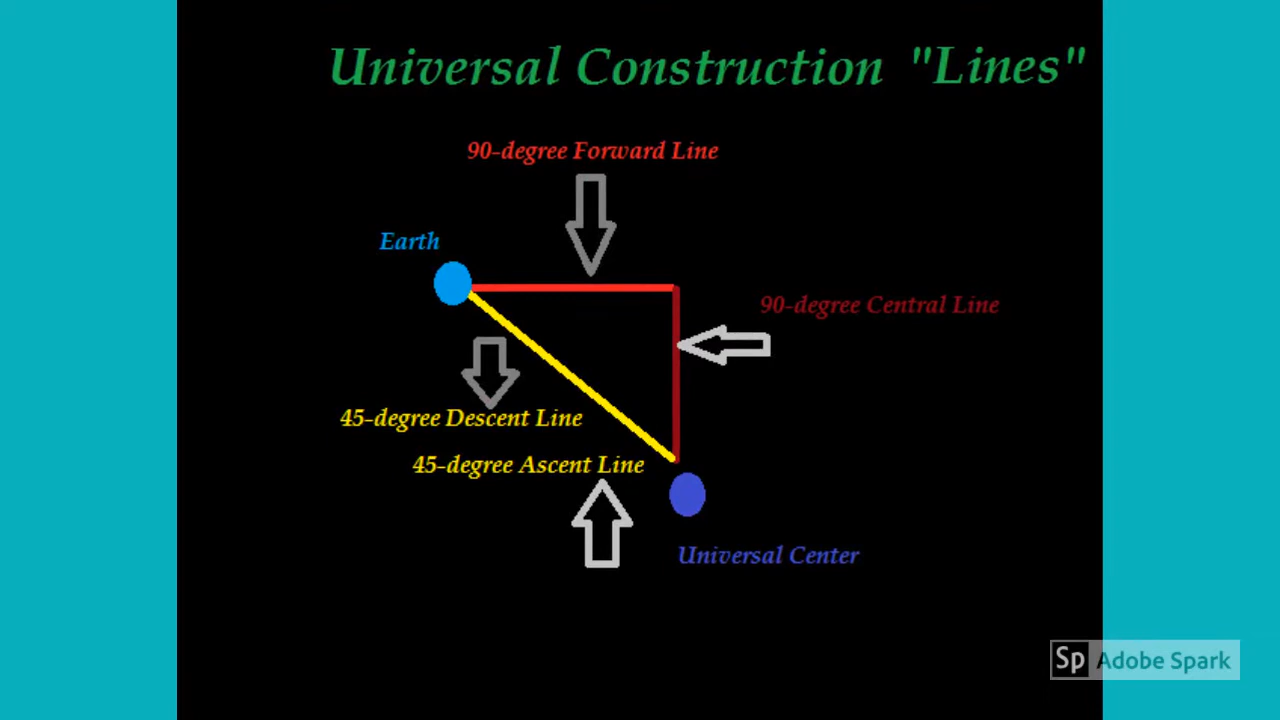 Universal Construction "Lines"
90-degree Forward Line
Earth
90-degree Central Line
45-degree Descent Line
45-degree Ascent Line
Universal Center
Sp Adobe Spark